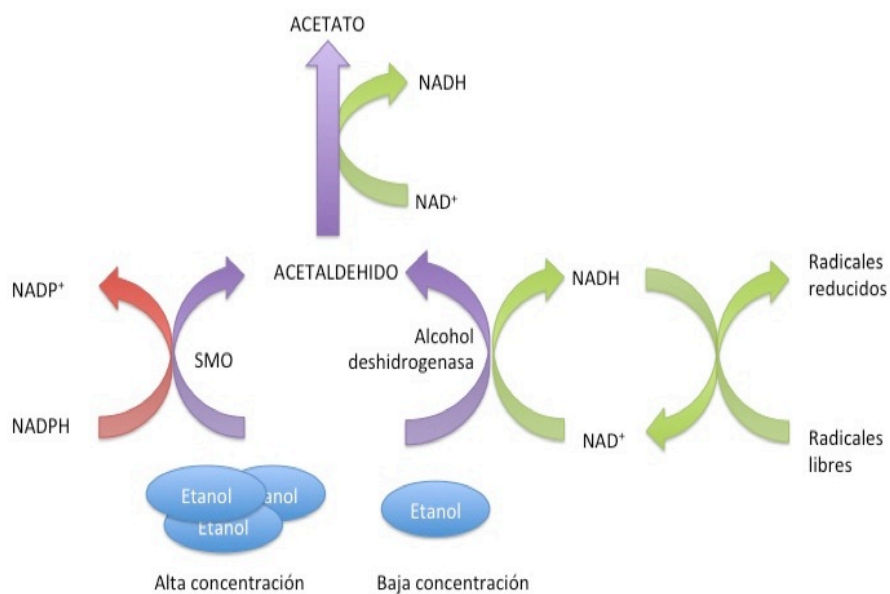 ACETATO
NADH
NAD⁺
NADP⁺
ACETALDEHIDO
NADH
Radicales
reducidos
SMO
Alcohol
deshidrogenasa
NADPH
NAD⁺
Radicales
libres
Etanol
anol
Etanol
Etanol
Alta concentración
Baja concentración